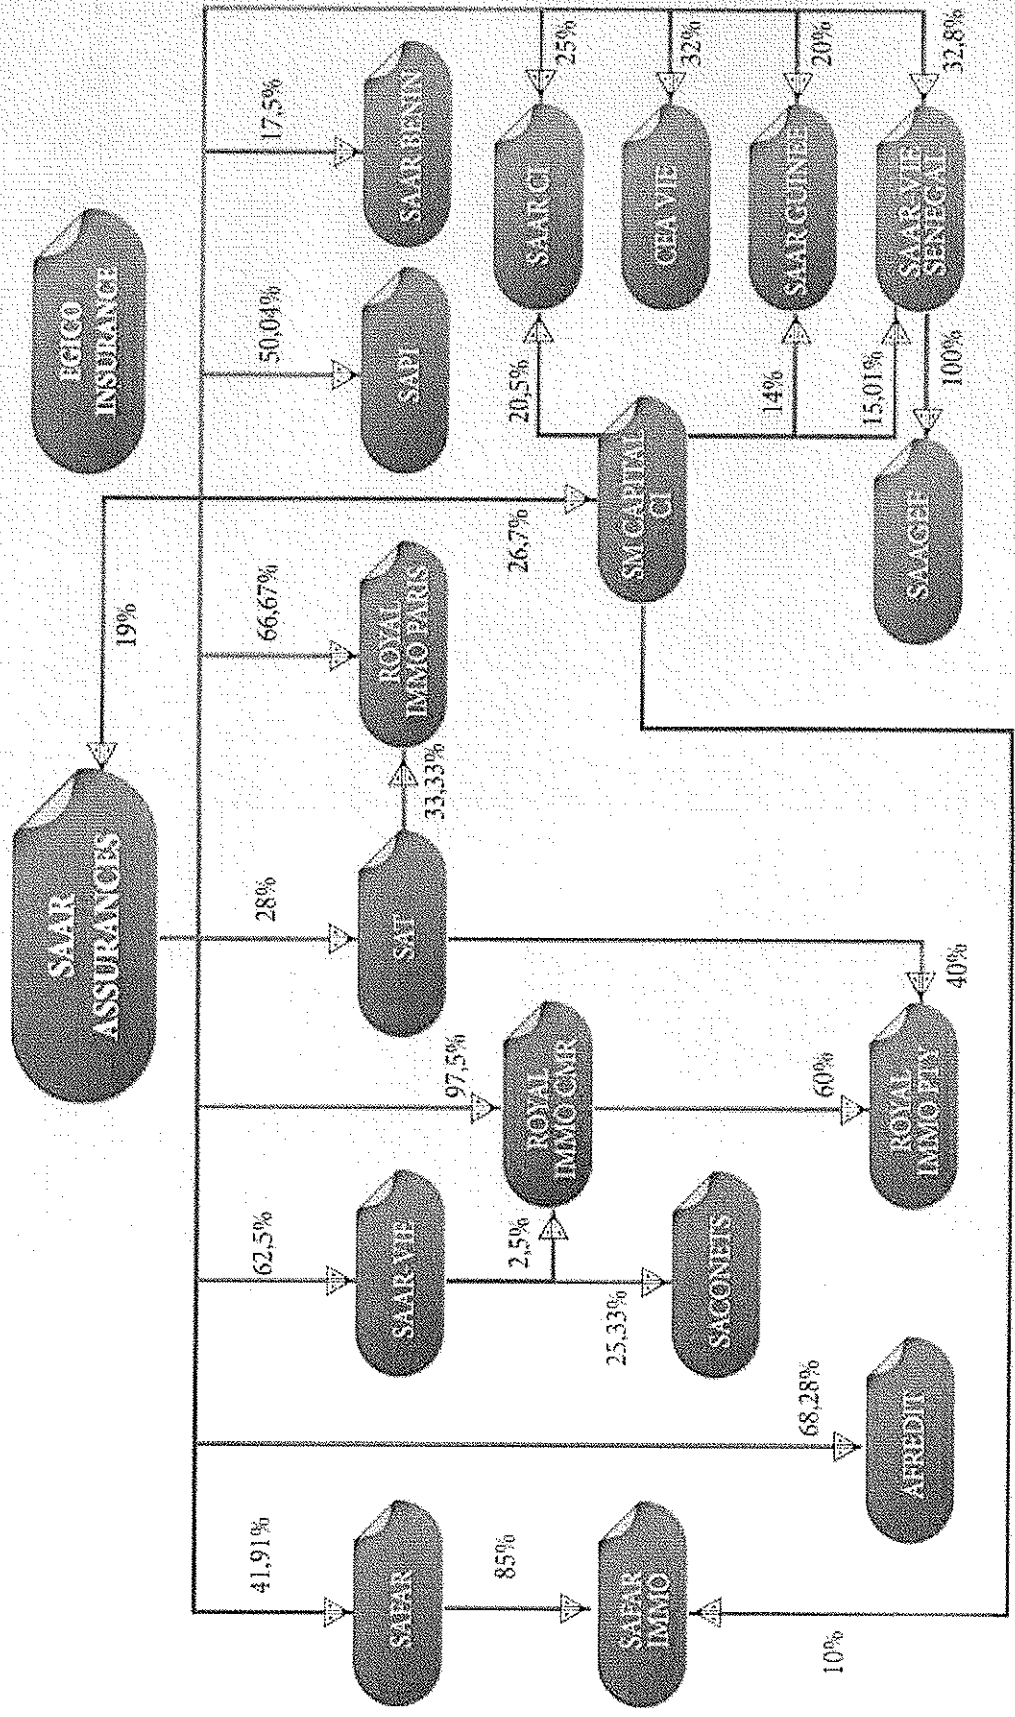 SAAR
ASSURANCES
EGICO
INSURANCE
19%
41,91%
62,5%
97,5%
28%
66,67%
26,7%
50,04%
17,5%
SAFAR
SAAR-VIE
SAT
ROYAL
IMMO PARIS
SAPI
SAAR BENIN
33,33%
85%
2,5%
ROYAL
IMMO CMR
20,5%
SAAR CI
25%
SAFAR
IMMO
25,33%
SACONETS
SM CAPITAL
CI
CEA VIE
32%
14%
SAAR GUINEE
20%
10%
68,28%
AFREDIT
60%
ROYAL
IMMO PTY
40%
15,01%
SAAR-VIE
SENEGAL
32,8%
100%